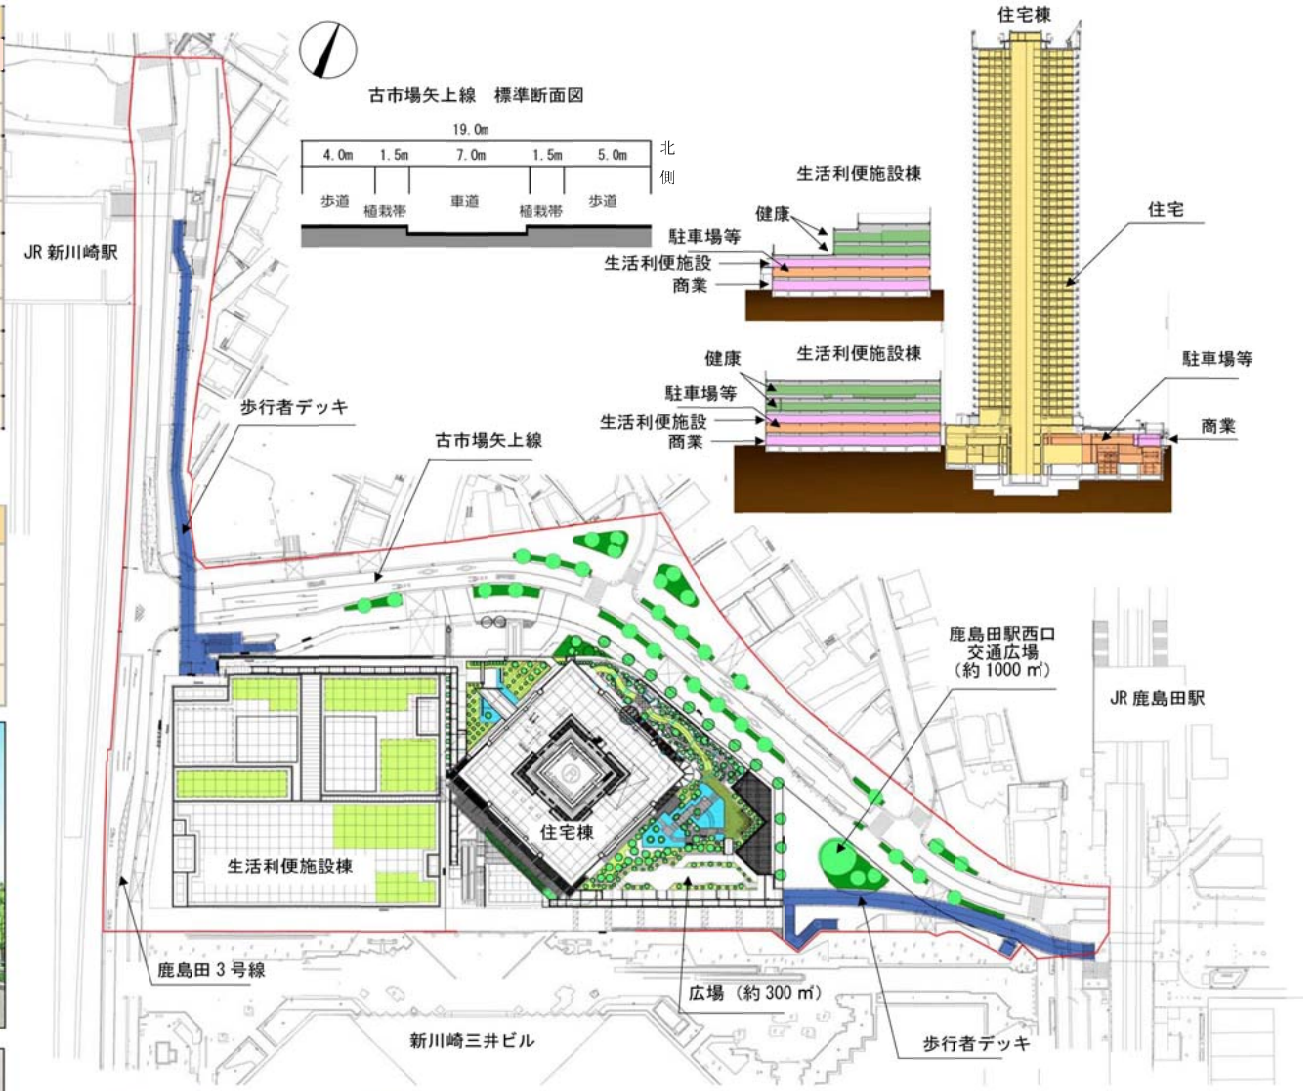 住宅棟
古市場矢上線 標準断面図
19.0m
4.0m 1.5m 7.0m 1.5m 5.0m
北側
歩道 植栽帯 車道 植栽帯 歩道
生活利便施設棟
健康
駐車場等
生活利便施設
商業
住宅
JR 新川崎駅
生活利便施設棟
健康
駐車場等
生活利便施設
商業
駐車場等
商業
歩行者デッキ
古市場矢上線
鹿島田駅西口
交通広場
(約 1000 ㎡)
JR 鹿島田駅
住宅棟
生活利便施設棟
鹿島田 3 号線
広場 (約 300 ㎡)
新川崎三井ビル
歩行者デッキ